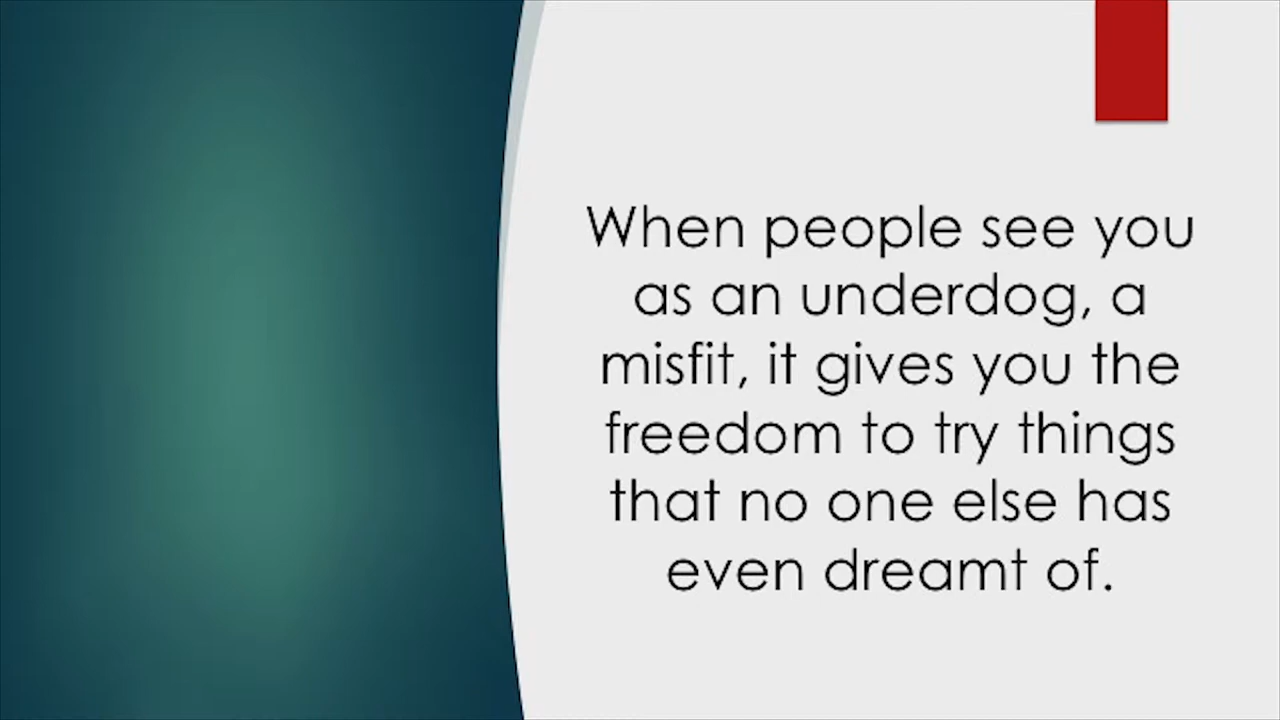 When people see you
as an underdog, a
misfit, it gives you the
freedom to try things
that no one else has
even dreamt of.